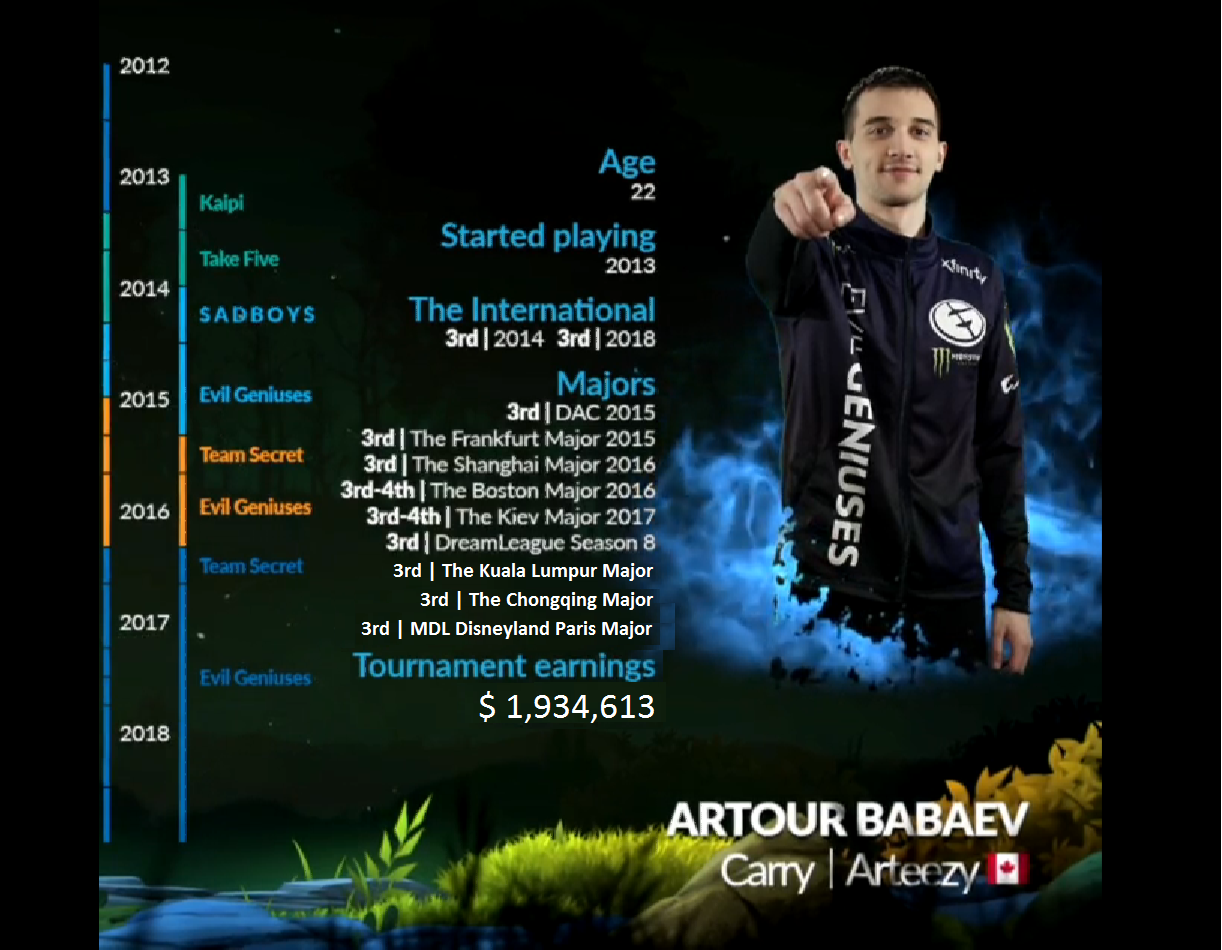 2012
2013
Kaipi
Take Five
2014
SADBOYS
Evil Geniuses
2015
Team Secret
Evil Geniuses
2016
Team Secret
2017
Evil Geniuses
2018
Age
22
Started playing
2013
The International
3rd | 2014 3rd | 2018
Majors
3rd | DAC 2015
3rd | The Frankfurt Major 2015
3rd | The Shanghai Major 2016
3rd-4th | The Boston Major 2016
3rd-4th | The Kiev Major 2017
3rd | DreamLeague Season 8
3rd | The Kuala Lumpur Major
3rd | The Chongqing Major
3rd | MDL Disneyland Paris Major
Tournament earnings
$ 1,934,613
xfinity
MONSTER
EVIL GENIUSES
ARTOUR BABAEV
Carry | Arteezy